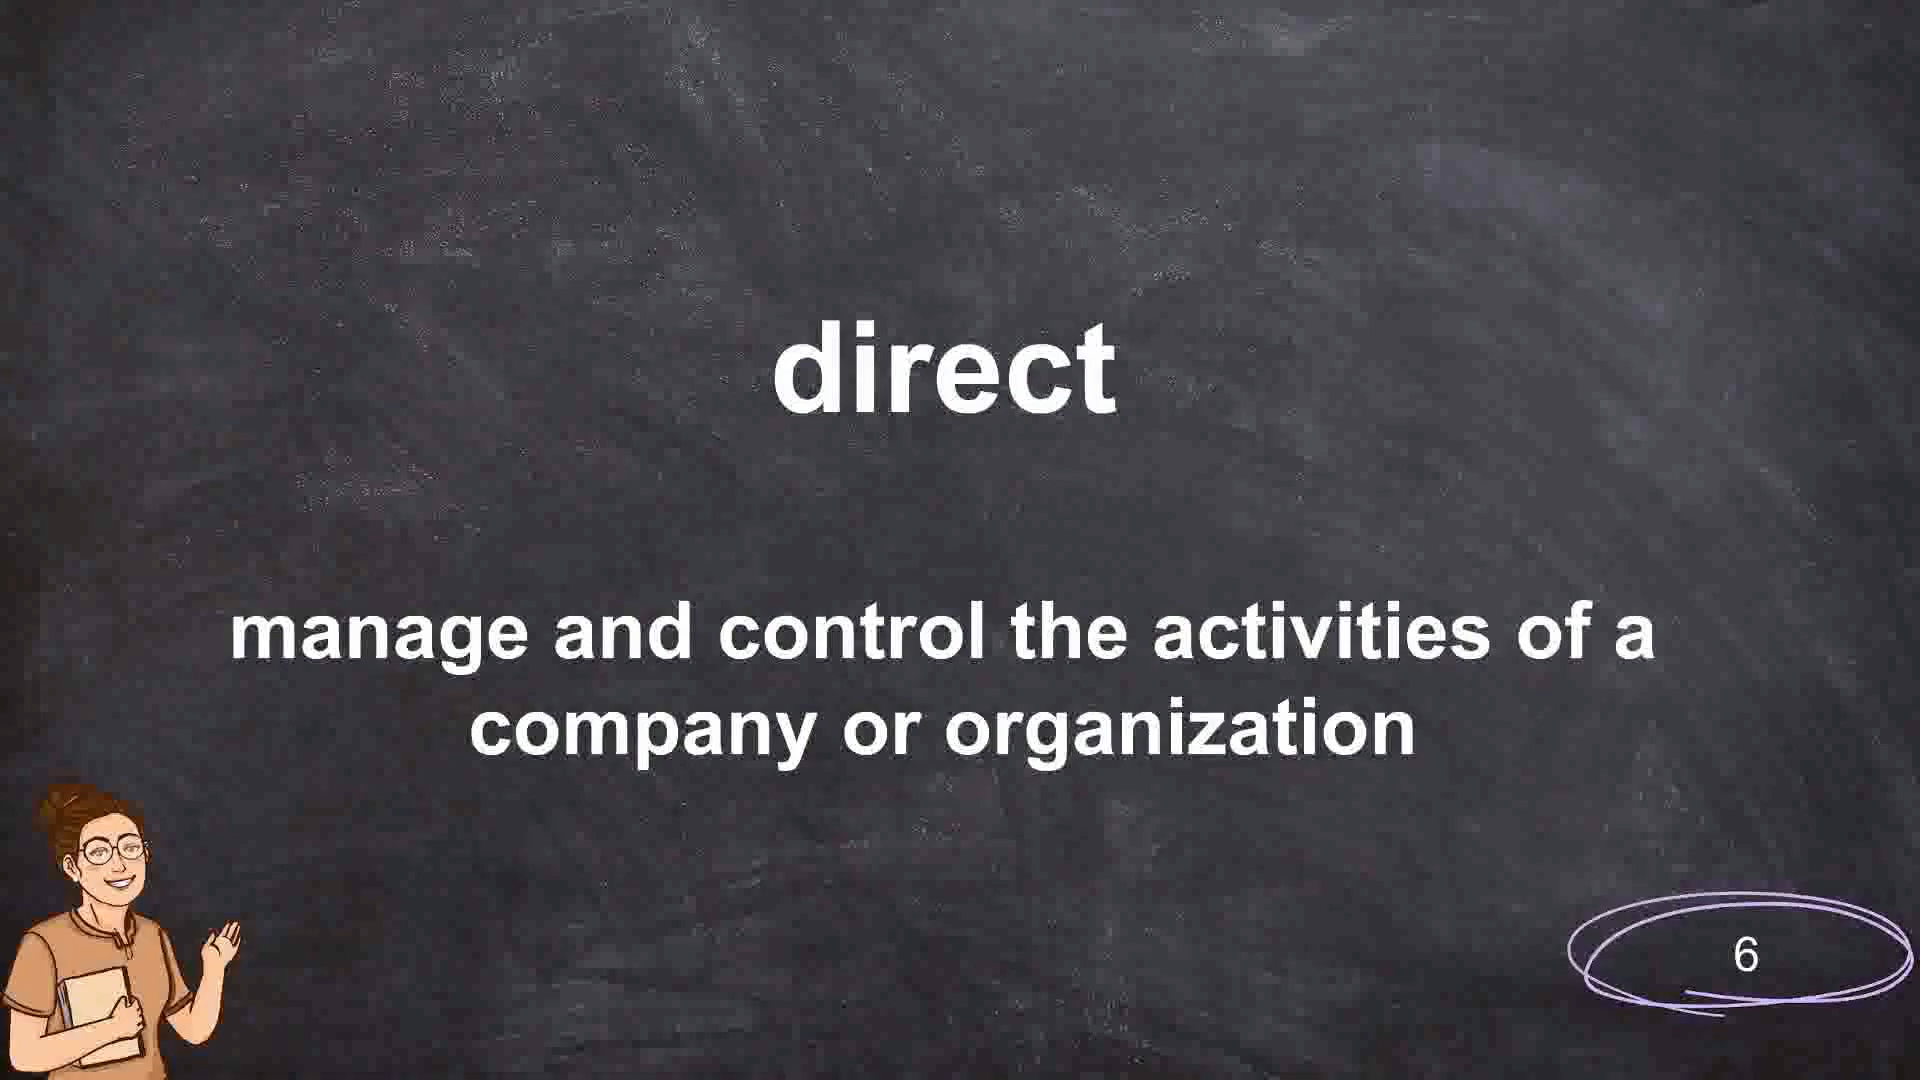 direct
manage and control the activities of a
company or organization
6